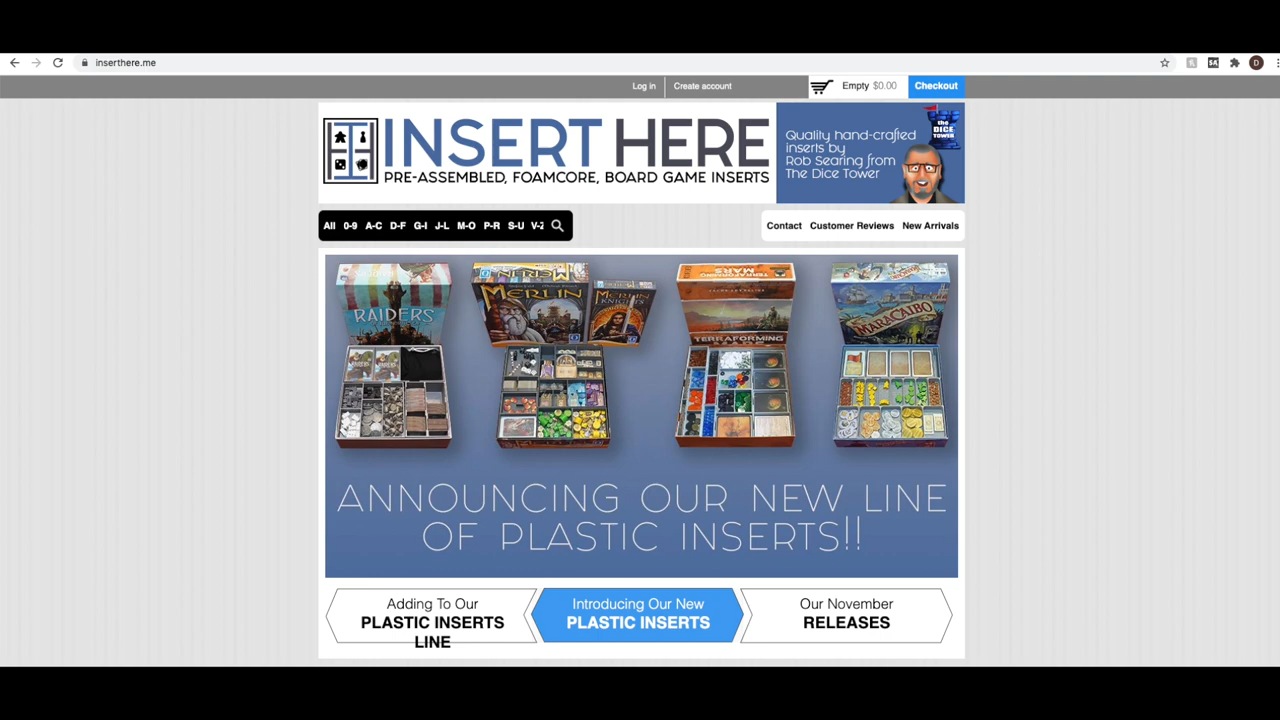 inserthere.me
D
Log in
Create account
Empty $0.00
Checkout
INSERT HERE
PRE-ASSEMBLED, FOAMCORE, BOARD GAME INSERTS
Quality hand-crafted
inserts by
Rob Searing from
The Dice Tower
the
DICE
TOWER
All 0-9 A-C D-F G-I J-L M-O P-R S-U V-Z
Contact Customer Reviews New Arrivals
RAIDERS
MERLIN
MERLIN
TERRAFORMING
MARS
TERRAFORMING
MARS
MARACAIBO
ANNOUNCING OUR NEW LINE
OF PLASTIC INSERTS!!
Adding To Our
PLASTIC INSERTS
LINE
Introducing Our New
PLASTIC INSERTS
Our November
RELEASES